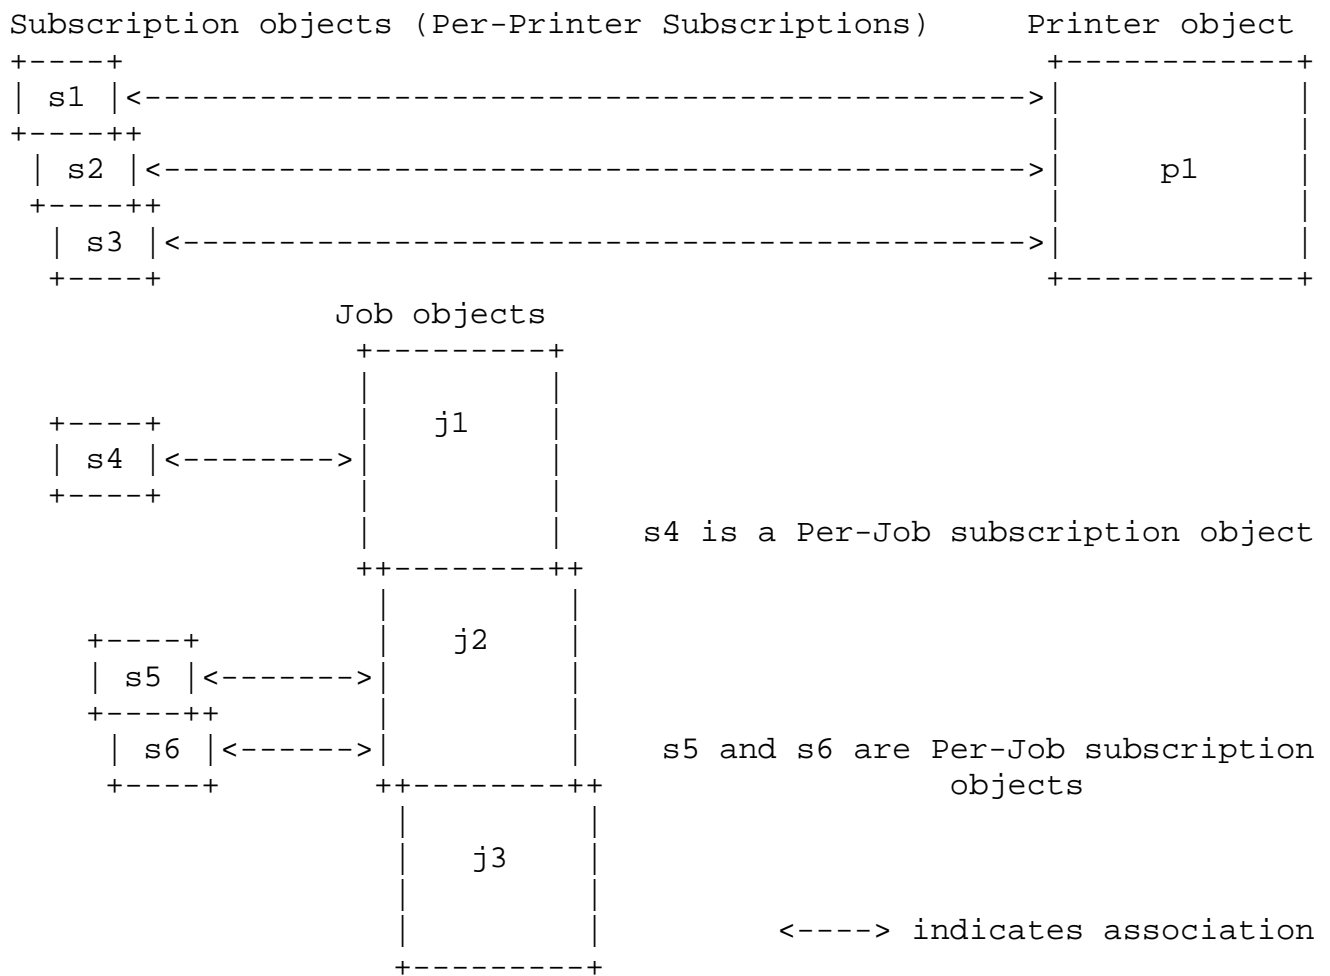 Subscription objects (Per-Printer Subscriptions)     Printer object
+----+                                                 +------------+
| s1 |<----------------------------------------------->|            |
+----++                                                |            |
 | s2 |<---------------------------------------------->|     p1     |
 +----++                                               |            |
  | s3 |<--------------------------------------------->|            |
  +----+                                               +------------+
                 Job objects
                  +---------+
                  |         |
  +----+          |   j1    |
  | s4 |<-------->|         |
  +----+          |         |
                  |         |    s4 is a Per-Job subscription object
                  ++--------++
                   |         |
    +----+         |   j2    |
    | s5 |<------->|         |
    +----++        |         |
     | s6 |<------>|         |    s5 and s6 are Per-Job subscription
     +----+        ++--------++                  objects
                    |         |
                    |   j3    |
                    |         |
                    |         |         <----> indicates association
                    +---------+